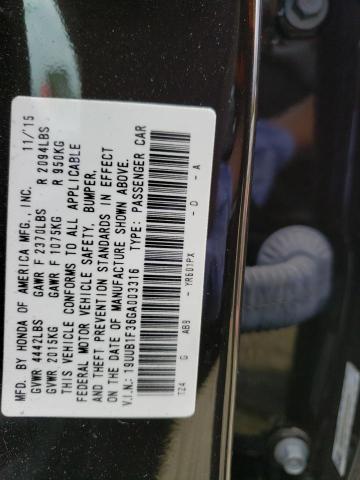 MFD. BY HONDA OF AMERICA MFG., INC. 11/15
GVWR 4442LBS GAWR F 2370LBS R 2094LBS
GVWR 2015KG GAWR F 1075KG R 950KG
THIS VEHICLE CONFORMS TO ALL APPLICABLE
FEDERAL MOTOR VEHICLE SAFETY, BUMPER,
AND THEFT PREVENTION STANDARDS IN EFFECT
ON THE DATE OF MANUFACTURE SHOWN ABOVE.
V.I.N.: 19UUB1F36GA003316 TYPE: PASSENGER CAR
T24 G AB9 - YR601PX - D - A